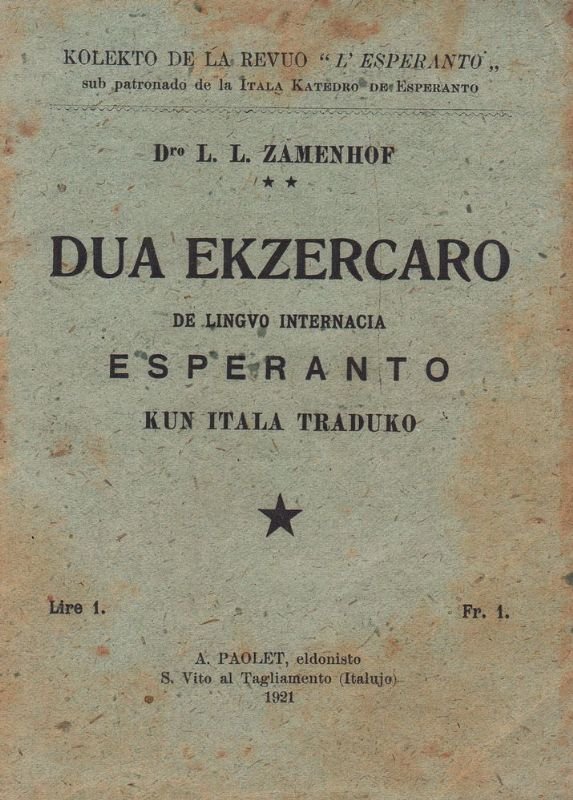 KOLEKTO DE LA REVUO "L' ESPERANTO„
sub patronado de la ITALA KATEDRO DE ESPERANTO
Dro L. L. ZAMENHOF
★ ★
DUA EKZERCARO
DE LINGVO INTERNACIA
ESPERANTO
KUN ITALA TRADUKO
★
Lire 1. Fr. 1.
A. PAOLET, eldonisto
S. Vito al Tagliamento (Italujo)
1921